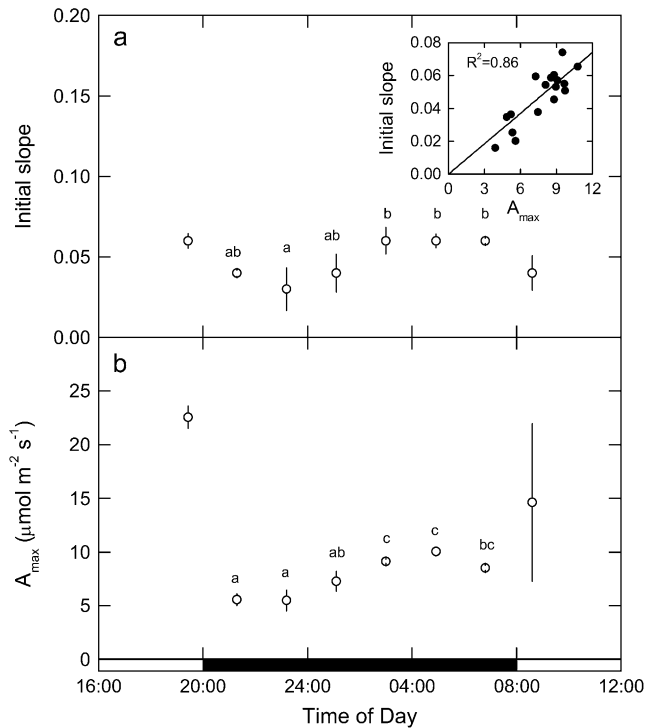 a
0.20
0.15
0.10
0.05
0.00
Initial slope
ab
a
ab
b
b
b
R²=0.86
0.08
0.06
0.04
0.02
0.00
Initial slope
0
3
6
9
12
Amax
b
25
20
15
10
5
0
Amax (μmol m⁻² s⁻¹)
a
a
ab
c
c
bc
16:00
20:00
24:00
04:00
08:00
12:00
Time of Day